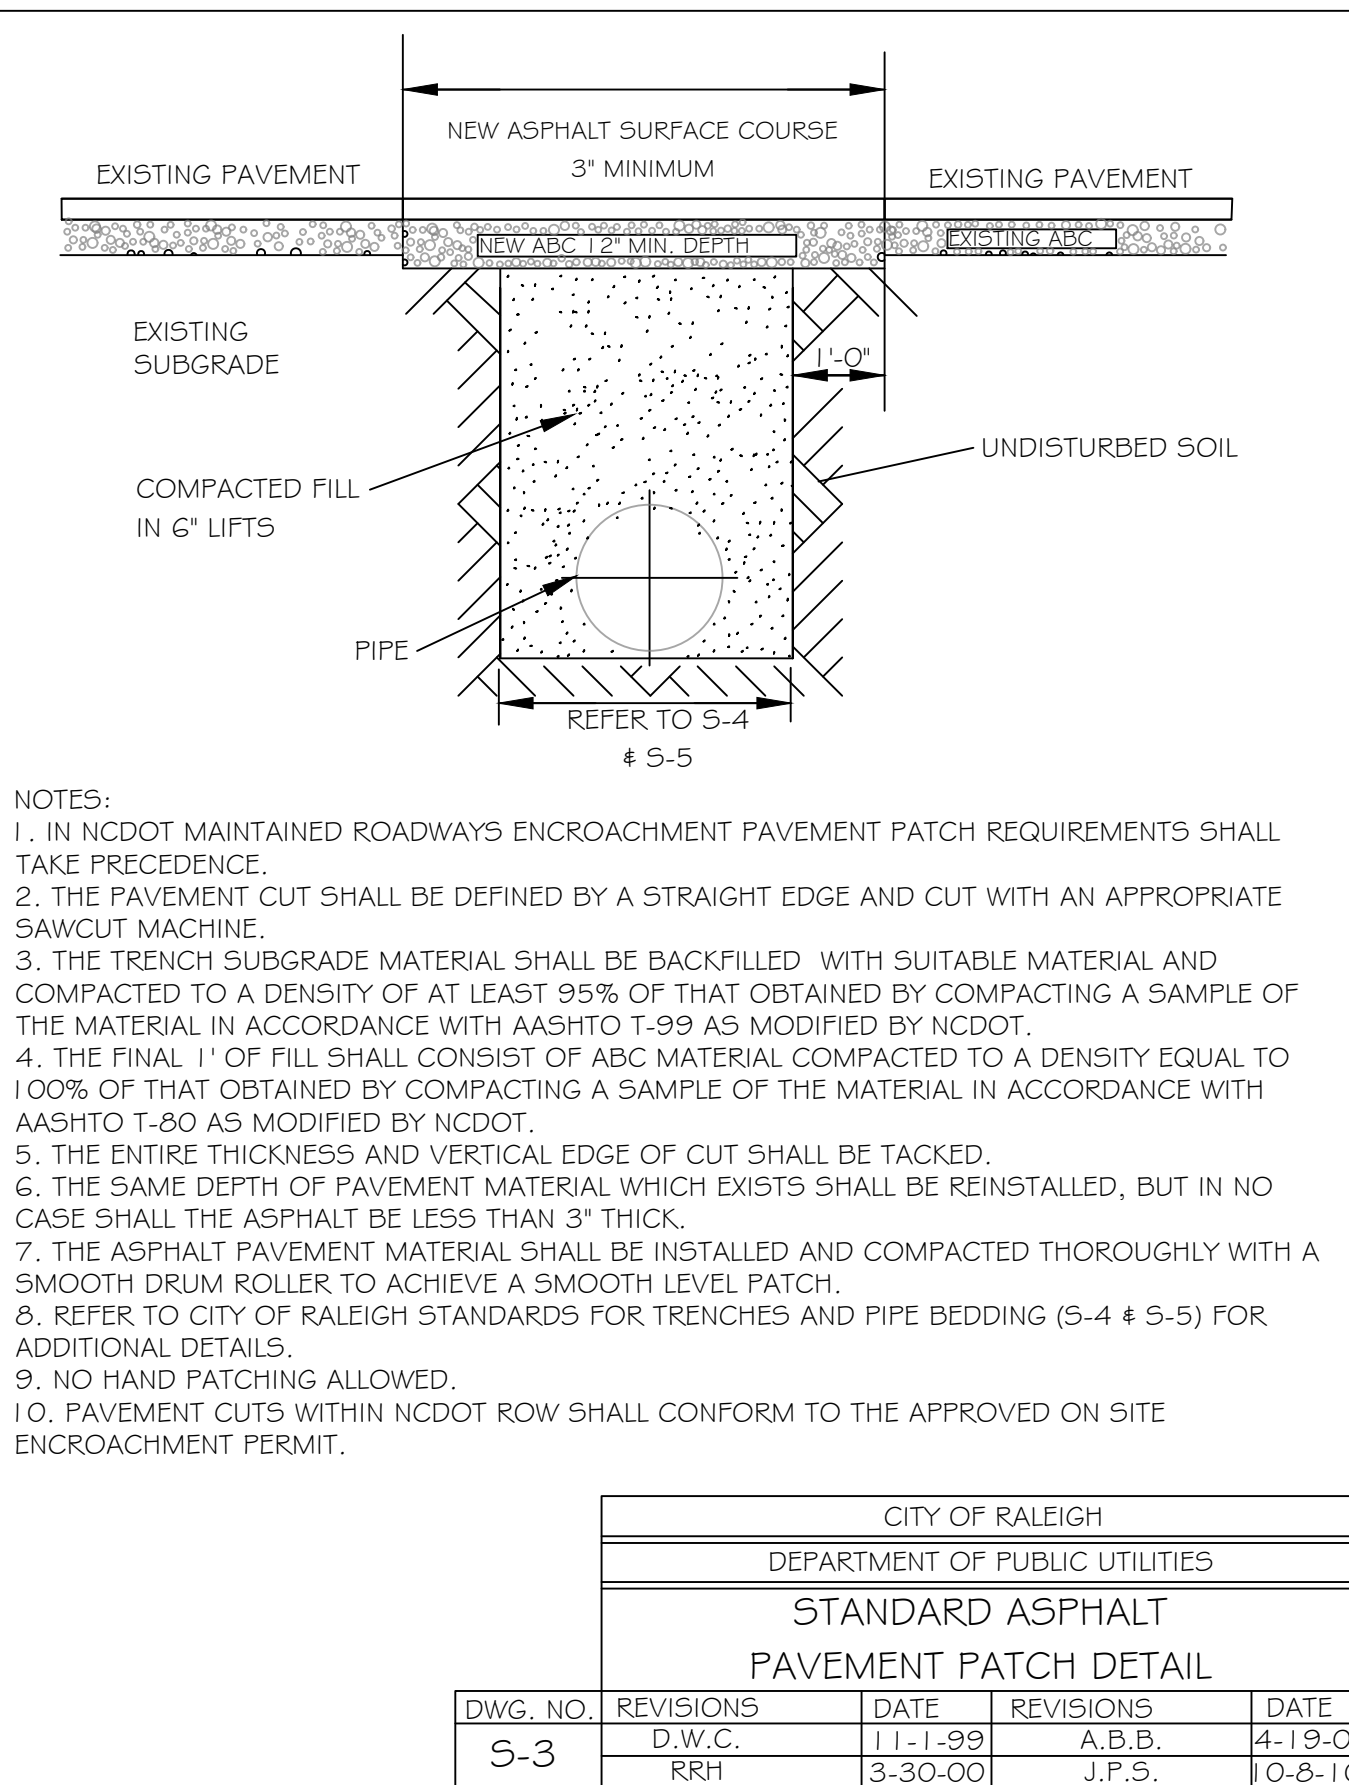 NEW ASPHALT SURFACE COURSE
3" MINIMUM
EXISTING PAVEMENT
EXISTING PAVEMENT
NEW ABC 12" MIN. DEPTH
EXISTING ABC
EXISTING
SUBGRADE
1'-0"
UNDISTURBED SOIL
COMPACTED FILL
IN 6" LIFTS
PIPE
REFER TO S-4
& S-5
NOTES:
1. IN NCDOT MAINTAINED ROADWAYS ENCROACHMENT PAVEMENT PATCH REQUIREMENTS SHALL
TAKE PRECEDENCE.
2. THE PAVEMENT CUT SHALL BE DEFINED BY A STRAIGHT EDGE AND CUT WITH AN APPROPRIATE
SAWCUT MACHINE.
3. THE TRENCH SUBGRADE MATERIAL SHALL BE BACKFILLED WITH SUITABLE MATERIAL AND
COMPACTED TO A DENSITY OF AT LEAST 95% OF THAT OBTAINED BY COMPACTING A SAMPLE OF
THE MATERIAL IN ACCORDANCE WITH AASHTO T-99 AS MODIFIED BY NCDOT.
4. THE FINAL 1' OF FILL SHALL CONSIST OF ABC MATERIAL COMPACTED TO A DENSITY EQUAL TO
100% OF THAT OBTAINED BY COMPACTING A SAMPLE OF THE MATERIAL IN ACCORDANCE WITH
AASHTO T-80 AS MODIFIED BY NCDOT.
5. THE ENTIRE THICKNESS AND VERTICAL EDGE OF CUT SHALL BE TACKED.
6. THE SAME DEPTH OF PAVEMENT MATERIAL WHICH EXISTS SHALL BE REINSTALLED, BUT IN NO
CASE SHALL THE ASPHALT BE LESS THAN 3" THICK.
7. THE ASPHALT PAVEMENT MATERIAL SHALL BE INSTALLED AND COMPACTED THOROUGHLY WITH A
SMOOTH DRUM ROLLER TO ACHIEVE A SMOOTH LEVEL PATCH.
8. REFER TO CITY OF RALEIGH STANDARDS FOR TRENCHES AND PIPE BEDDING (S-4 & S-5) FOR
ADDITIONAL DETAILS.
9. NO HAND PATCHING ALLOWED.
10. PAVEMENT CUTS WITHIN NCDOT ROW SHALL CONFORM TO THE APPROVED ON SITE
ENCROACHMENT PERMIT.
CITY OF RALEIGH
DEPARTMENT OF PUBLIC UTILITIES
STANDARD ASPHALT
PAVEMENT PATCH DETAIL
DWG. NO. REVISIONS DATE REVISIONS DATE
S-3
D.W.C. 11-1-99 A.B.B.
RRH 3-30-00 J.P.S.